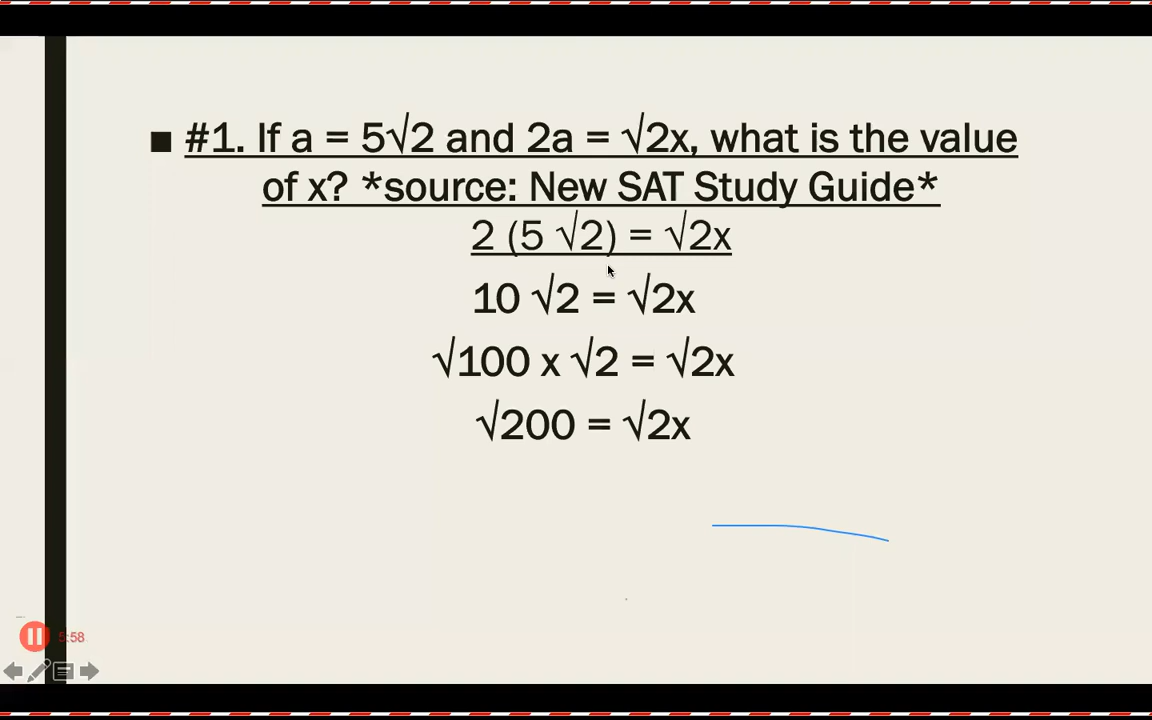 ■ #1. If a = 5√2 and 2a = √2x, what is the value
of x? *source: New SAT Study Guide*
2 (5 √2) = √2x
10 √2 = √2x
√100 x √2 = √2x
√200 = √2x
5:58